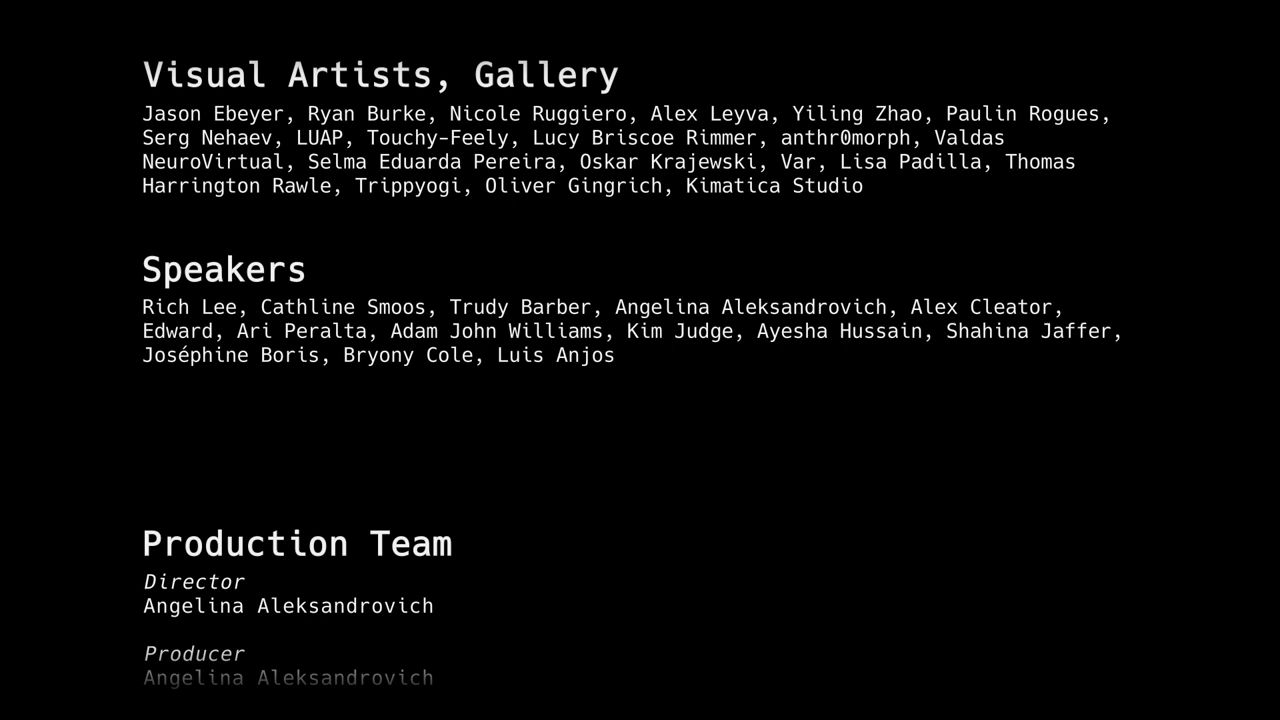 Visual Artists, Gallery
Jason Ebeyer, Ryan Burke, Nicole Ruggiero, Alex Leyva, Yiling Zhao, Paulin Rogues,
Serg Nehaev, LUAP, Touchy-Feely, Lucy Briscoe Rimmer, anthr0morph, Valdas
NeuroVirtual, Selma Eduarda Pereira, Oskar Krajewski, Var, Lisa Padilla, Thomas
Harrington Rawle, Trippyogi, Oliver Gingrich, Kimatica Studio
Speakers
Rich Lee, Cathline Smoos, Trudy Barber, Angelina Aleksandrovich, Alex Cleator,
Edward, Ari Peralta, Adam John Williams, Kim Judge, Ayesha Hussain, Shahina Jaffer,
Joséphine Boris, Bryony Cole, Luis Anjos
Production Team
Director
Angelina Aleksandrovich
Producer
Angelina Aleksandrovich